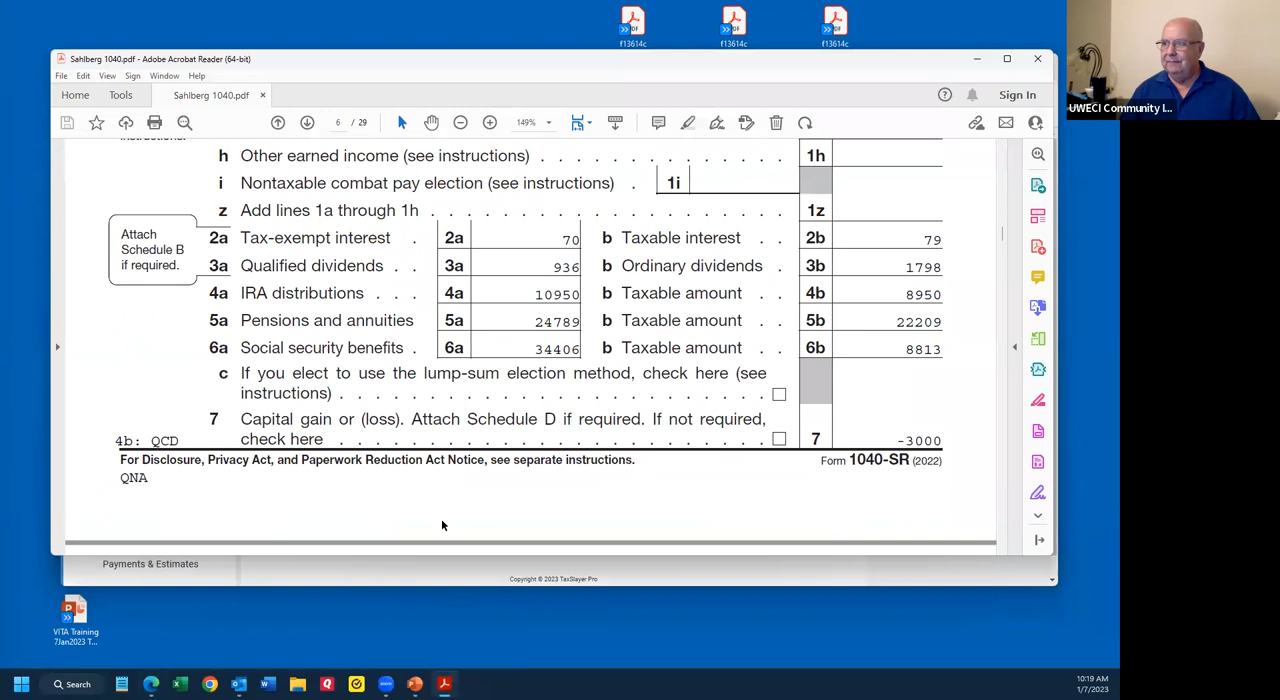 f13614c
f13614c
f13614c
UWECI Community I...
Sahlberg 1040.pdf - Adobe Acrobat Reader (64-bit)
File Edit View Sign Window Help
Home Tools Sahlberg 1040.pdf × Sign In
6 / 29 149%
h Other earned income (see instructions) . . . . . . . . . . . . . . 1h
i Nontaxable combat pay election (see instructions) . 1i
z Add lines 1a through 1h . . . . . . . . . . . . . . . . . . . 1z
Attach
Schedule B
if required.
2a Tax-exempt interest . 2a 70 b Taxable interest . . 2b 79
3a Qualified dividends . . 3a 936 b Ordinary dividends . 3b 1798
4a IRA distributions . . . 4a 10950 b Taxable amount . . 4b 8950
5a Pensions and annuities 5a 24789 b Taxable amount . . 5b 22209
6a Social security benefits . 6a 34406 b Taxable amount . . 6b 8813
c If you elect to use the lump-sum election method, check here (see
instructions) . . . . . . . . . . . . . . . . . . . . . . . .
7 Capital gain or (loss). Attach Schedule D if required. If not required,
4b: QCD check here . . . . . . . . . . . . . . . . . . . . . . . 7 -3000
For Disclosure, Privacy Act, and Paperwork Reduction Act Notice, see separate instructions. Form 1040-SR (2022)
QNA
Payments & Estimates
Copyright © 2023 TaxSlayer Pro
VITA Training
7Jan2023 T...
Search
10:19 AM
1/7/2023